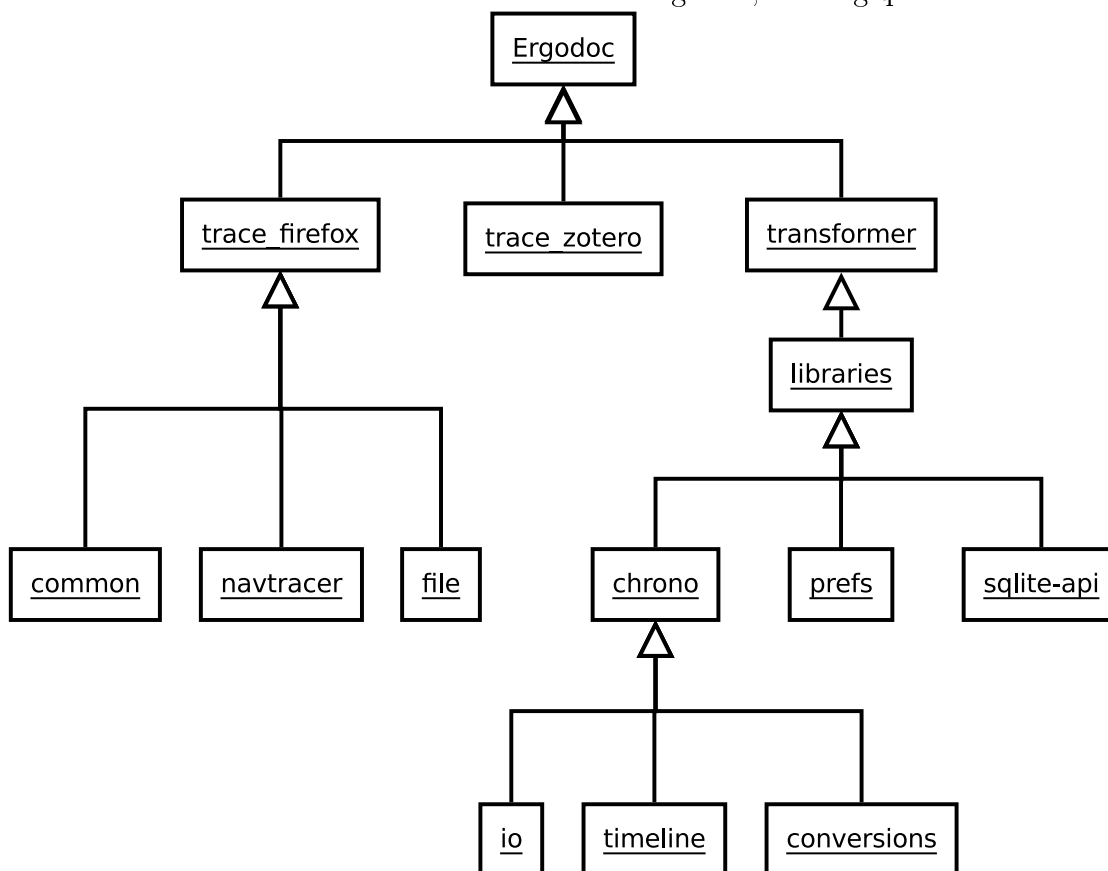 Ergodoc
trace_firefox
trace_zotero
transformer
libraries
common
navtracer
file
chrono
prefs
sqlite-api
io
timeline
conversions